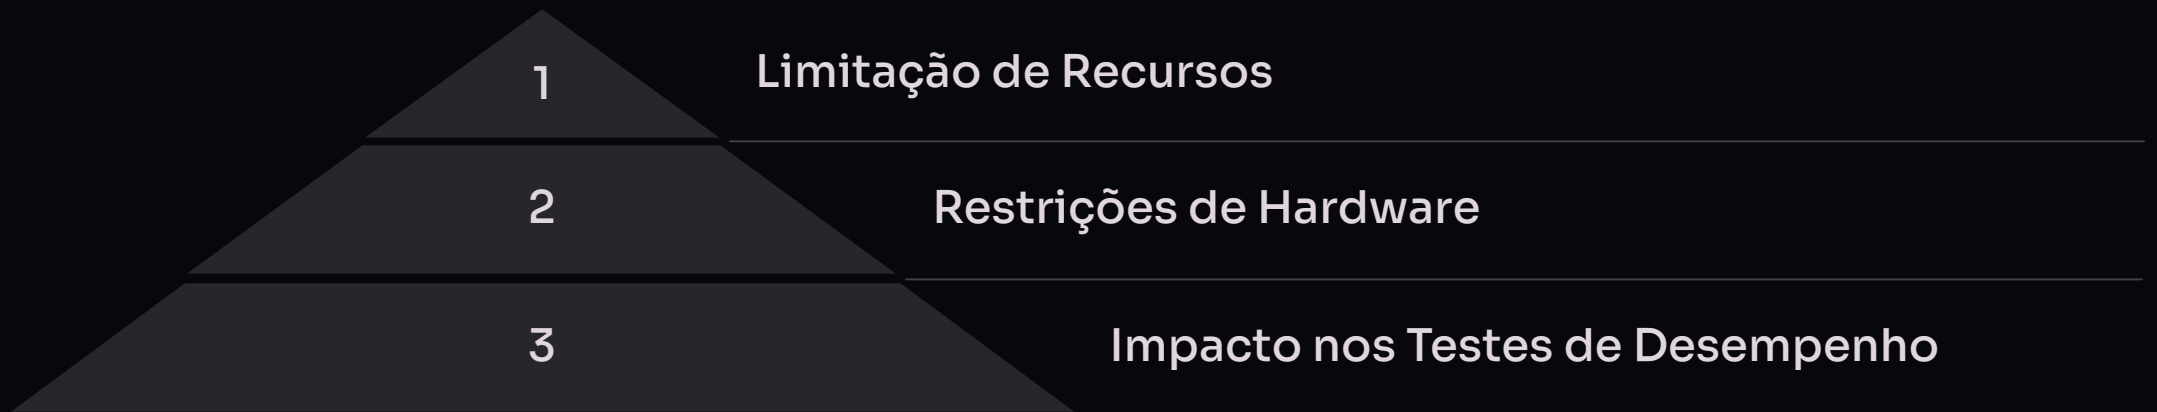 1
Limitação de Recursos
2
Restrições de Hardware
3
Impacto nos Testes de Desempenho